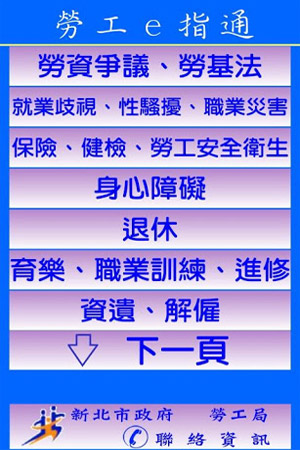 勞工e指通
勞資爭議、勞基法
就業歧視、性騷擾、職業災害
保險、健檢、勞工安全衛生
身心障礙
退休
育樂、職業訓練、進修
資遺、解僱
下一頁
新北市政府 勞工局
聯絡資訊